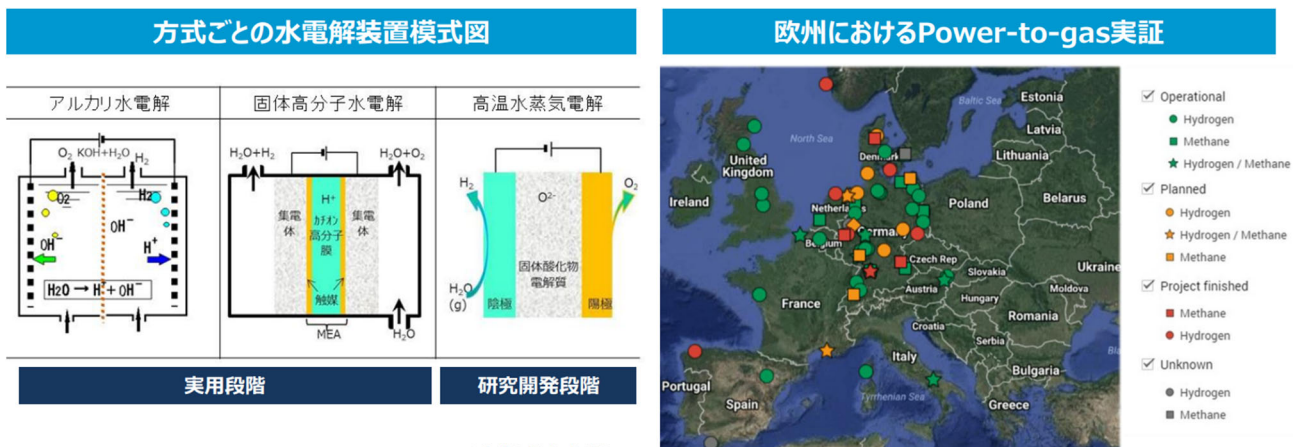 方式ごとの水電解装置模式図
アルカリ水電解
固体高分子水電解
高温水蒸気電解
O2 KOH+H2O H2
O2
H2
OH−
OH−
H+
H2O → H+ + OH−
H2O+H2
H2O+O2
H+
集電
体
カチオン
高分子
膜
集電
体
触媒
MEA
H2O
H2
O2−
O2
固体酸化物
電解質
H2O
(g)
陰極
陽極
実用段階
研究開発段階
欧州におけるPower-to-gas実証
Baltic Sea
Estonia
North Sea
Latvia
Denmark
Lithuania
United
Kingdom
Ireland
Netherlands
Poland
Belarus
Belgium
Germany
Czech Rep
Ukraine
Slovakia
France
Austria
Hungary
Moldova
Croatia
Romania
Serbia
Italy
Bulgaria
Portugal
Spain
Tyrrhenian Sea
Greece
Operational
Hydrogen
Methane
Hydrogen / Methane
Planned
Hydrogen
Hydrogen / Methane
Methane
Project finished
Methane
Hydrogen
Unknown
Hydrogen
Methane